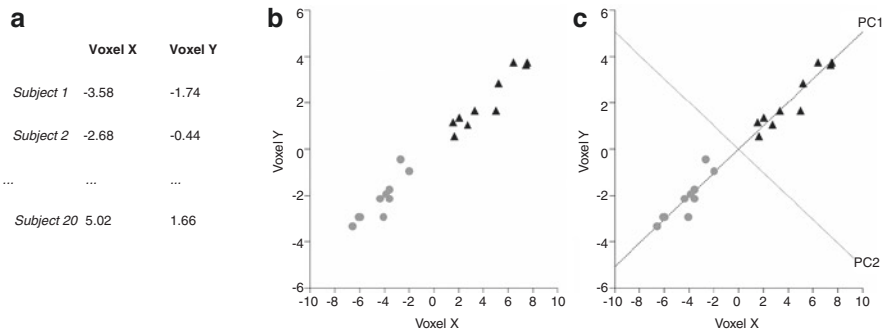 a
Voxel X Voxel Y
Subject 1 -3.58 -1.74
Subject 2 -2.68 -0.44
... ... ...
Subject 20 5.02 1.66
b
6
4
2
0
-2
-4
-6
Voxel Y
-10 -8 -6 -4 -2 0 2 4 6 8 10
Voxel X
c
PC1
6
4
2
0
-2
-4
-6
Voxel Y
PC2
-10 -8 -6 -4 -2 0 2 4 6 8 10
Voxel X